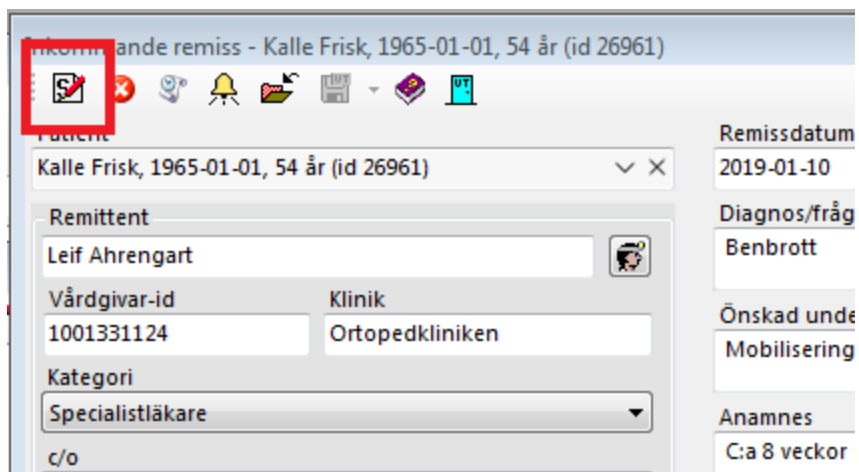 ande remiss - Kalle Frisk, 1965-01-01, 54 år (id 26961)
UT
UT
Kalle Frisk, 1965-01-01, 54 år (id 26961)
Remittent
Leif Ahrengart
Vårdgivar-id
Klinik
1001331124
Ortopedkliniken
Kategori
Specialistläkare
c/o
Remissdatum
2019-01-10
Diagnos/fråg
Benbrott
Önskad unde
Mobilisering
Anamnes
C:a 8 veckor